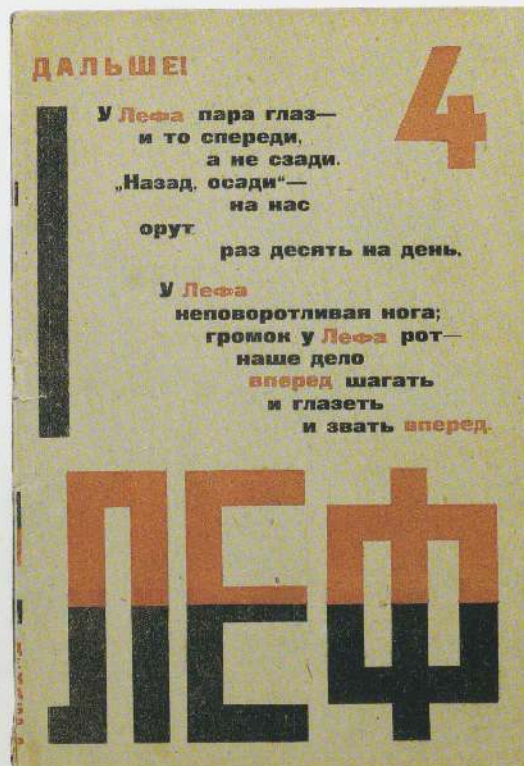 ДАЛЬШЕ!
4
У Лефа пара глаз—
и то спереди,
а не сзади.
„Назад, осади“—
на нас
орут
раз десять на день.
У Лефа
неповоротливая нога;
громок у Лефа рот—
наше дело
вперед шагать
и глазеть
и звать вперед.
ЛЕФ